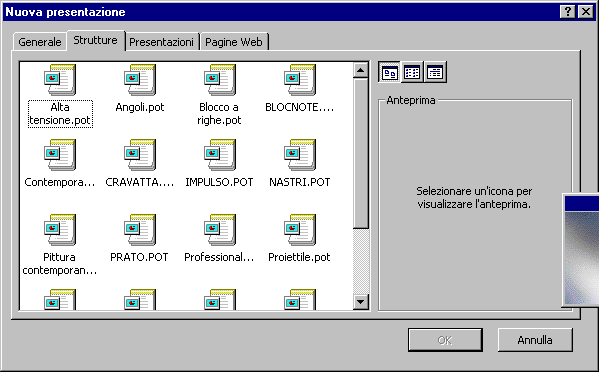 Nuova presentazione
Generale Strutture Presentazioni Pagine Web
Alta
tensione.pot
Angoli.pot
Blocco a
righe.pot
BLOCNOTE....
Contempora...
CRAVATTA....
IMPULSO.POT
NASTRI.POT
Pittura
contemporan...
PRATO.POT
Professional...
Proiettile.pot
Anteprima
Selezionare un'icona per
visualizzare l'anteprima.
OK
Annulla